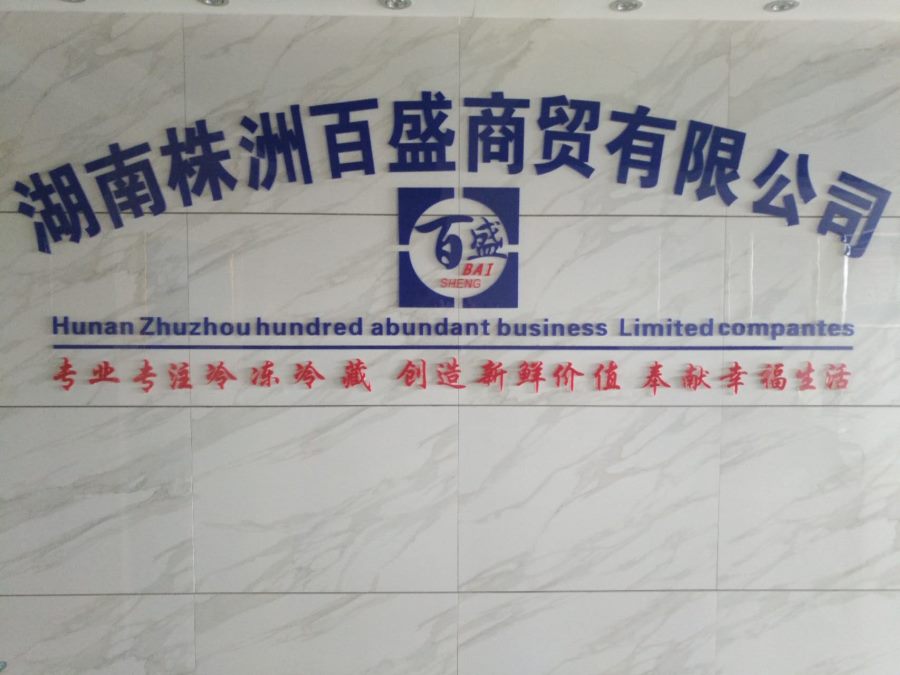 湖南株洲百盛商贸有限公司
百盛
BAI
SHENG
Hunan Zhuzhou hundred abundant business Limited compantes
专业专注冷冻冷藏 创造新鲜价值 奉献幸福生活